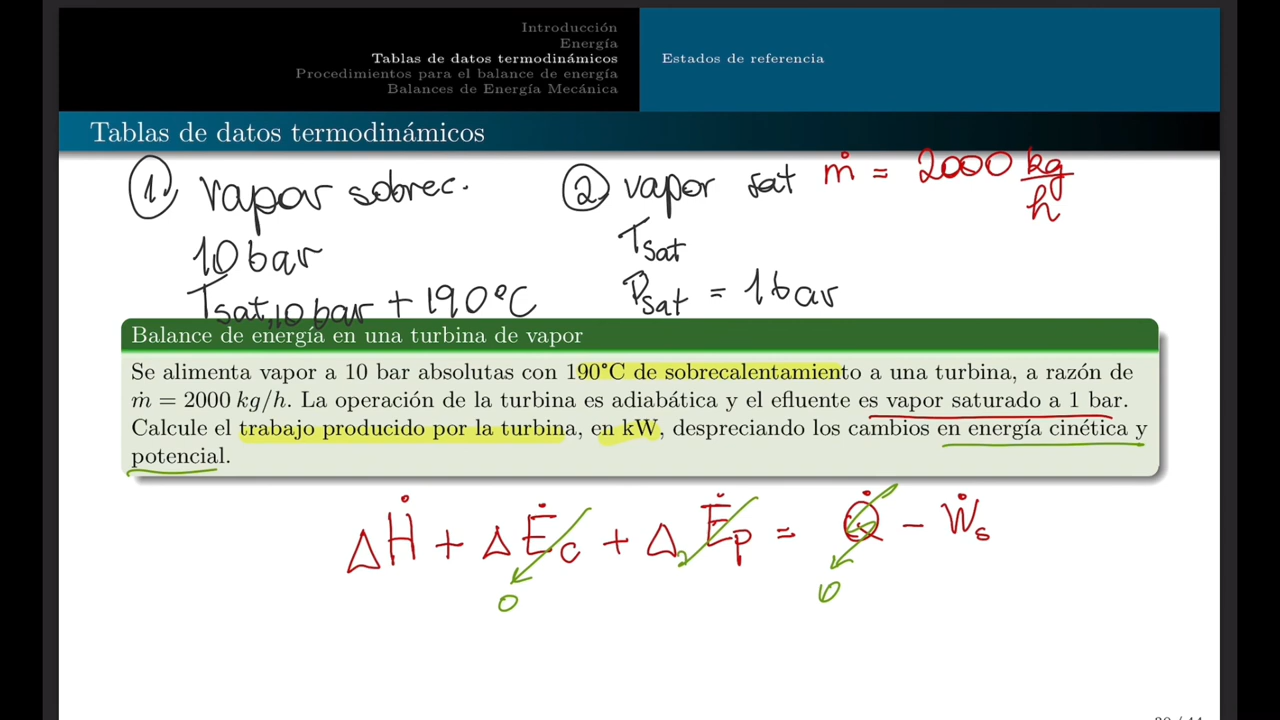 Introducción
Energía
Tablas de datos termodinámicos
Procedimientos para el balance de energía
Balances de Energía Mecánica
Estados de referencia
Tablas de datos termodinámicos
① vapor sobrec.
10 bar
Tsat,10 bar + 190°C
② vapor sat
Tsat
Psat = 1 bar
ṁ = 2000 kg/h
Balance de energía en una turbina de vapor
Se alimenta vapor a 10 bar absolutas con 190°C de sobrecalentamiento a una turbina, a razón de
ṁ = 2000 kg/h. La operación de la turbina es adiabática y el efluente es vapor saturado a 1 bar.
Calcule el trabajo producido por la turbina, en kW, despreciando los cambios en energía cinética y
potencial.
ΔḢ + ΔĖc + ΔĖp = Q̇ − Ẇs
0 0